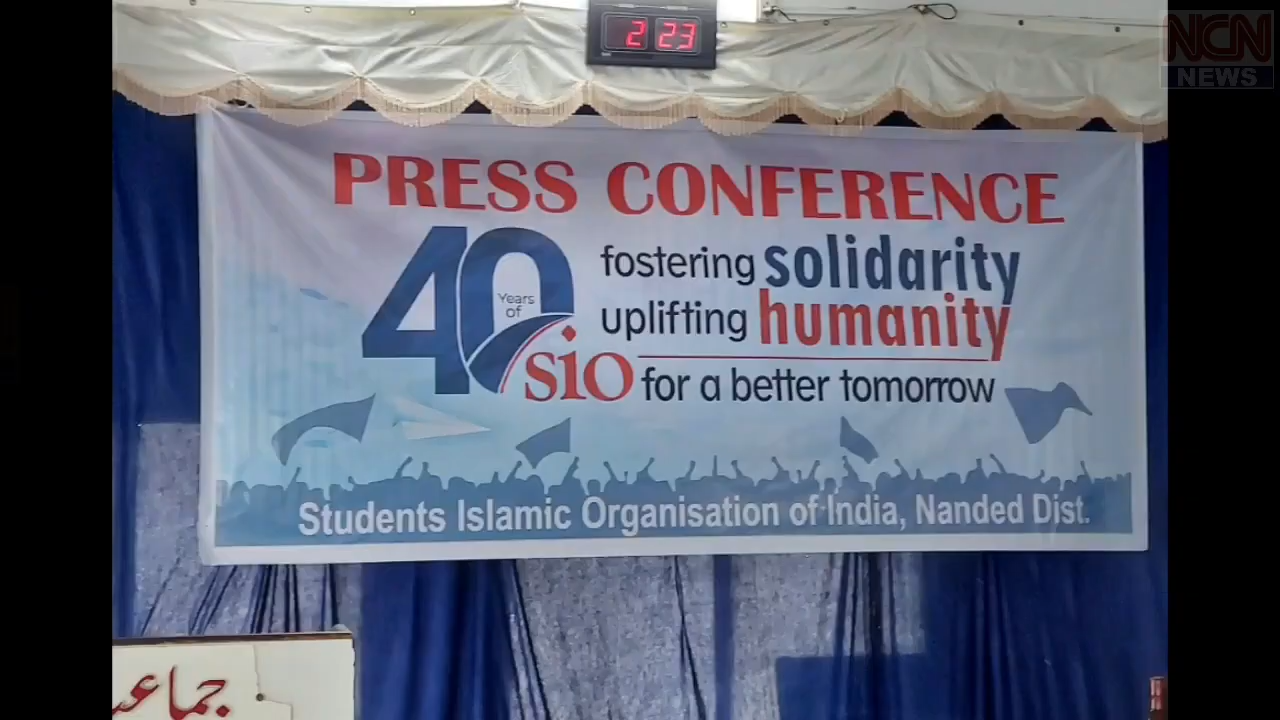 2 23
NCN
NEWS
PRESS CONFERENCE
40 Years of sio
fostering solidarity
uplifting humanity
for a better tomorrow
Students Islamic Organisation of India, Nanded Dist.